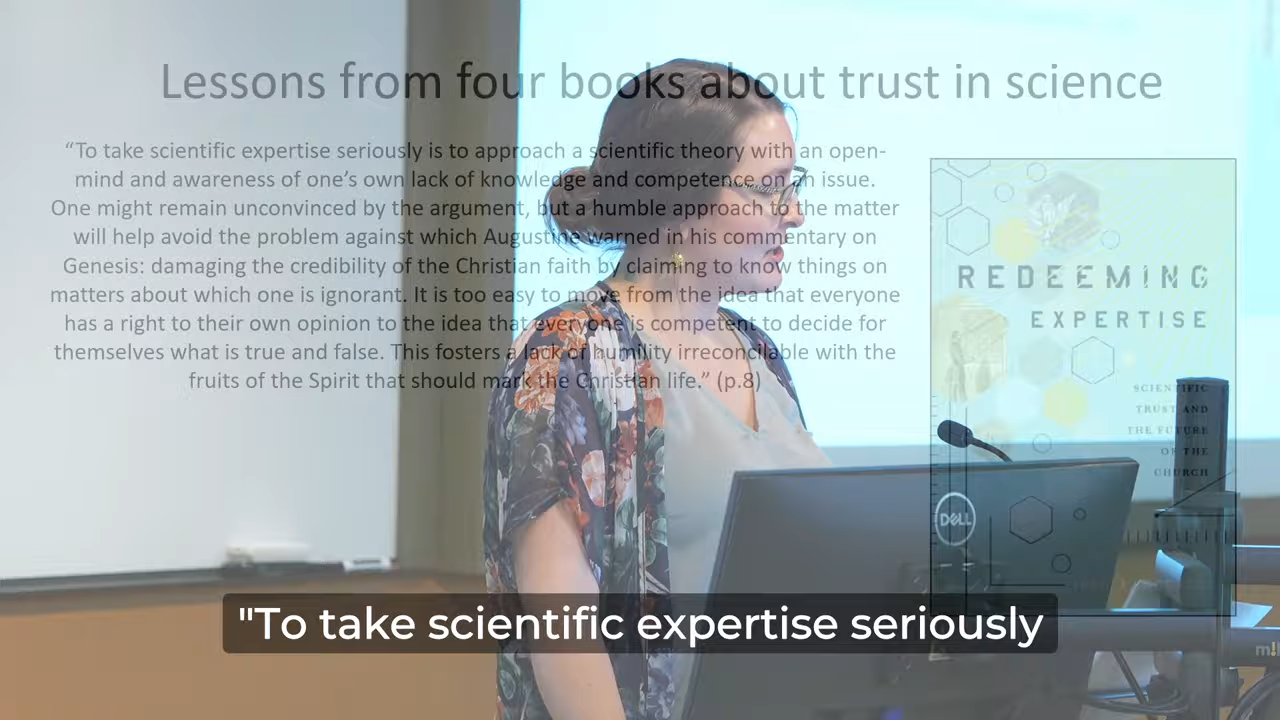 Lessons from four books about trust in science
“To take scientific expertise seriously is to approach a scientific theory with an open-
mind and awareness of one’s own lack of knowledge and competence on an issue.
One might remain unconvinced by the argument, but a humble approach to the matter
will help avoid the problem against which Augustine warned in his commentary on
Genesis: damaging the credibility of the Christian faith by claiming to know things on
matters about which one is ignorant. It is too easy to move from the idea that everyone
has a right to their own opinion to the idea that everyone is competent to decide for
themselves what is true and false. This fosters a lack of humility irreconcilable with the
fruits of the Spirit that should mark the Christian life.” (p.8)
REDEEMING
EXPERTISE
SCIENTIFIC
TRUST AND
THE FUTURE
OF THE
CHURCH
DELL
"To take scientific expertise seriously